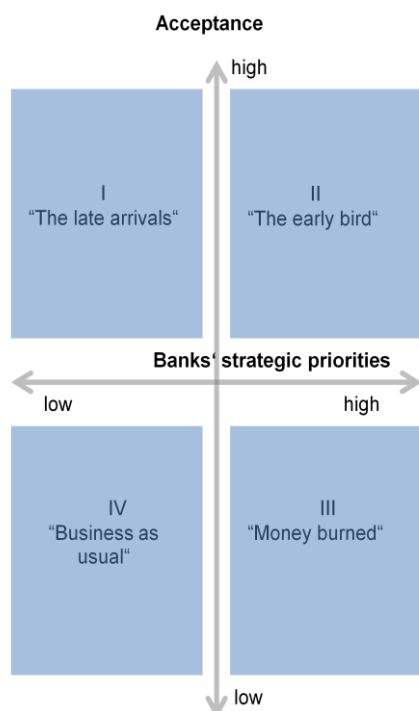 Acceptance
high
I
“The late arrivals“
II
“The early bird“
Banks‘ strategic priorities
low
high
IV
“Business as
usual“
III
“Money burned“
low